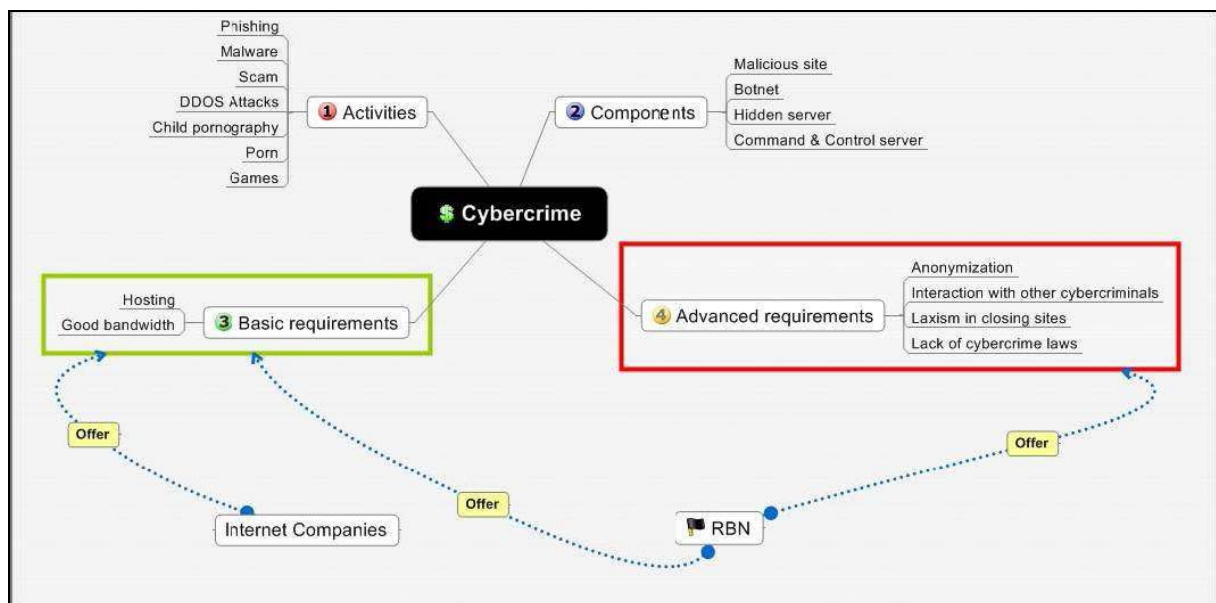 Phishing
Malware
Scam
DDOS Attacks
Child pornography
Porn
Games
1 Activities
2 Components
Malicious site
Botnet
Hidden server
Command & Control server
$ Cybercrime
Hosting
Good bandwidth
3 Basic requirements
4 Advanced requirements
Anonymization
Interaction with other cybercriminals
Laxism in closing sites
Lack of cybercrime laws
Offer
Offer
Offer
Internet Companies
RBN